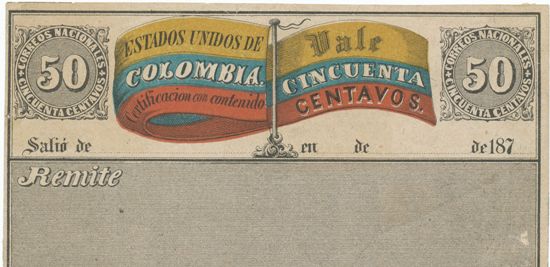 CORREOS NACIONALES
50
CINCUENTA CENTAVOS
ESTADOS UNIDOS DE
COLOMBIA.
Certificacion con contenido
Vale
CINCUENTA
CENTAVOS.
CORREOS NACIONALES
50
CINCUENTA CENTAVOS
Salió de en de de 187
Remite